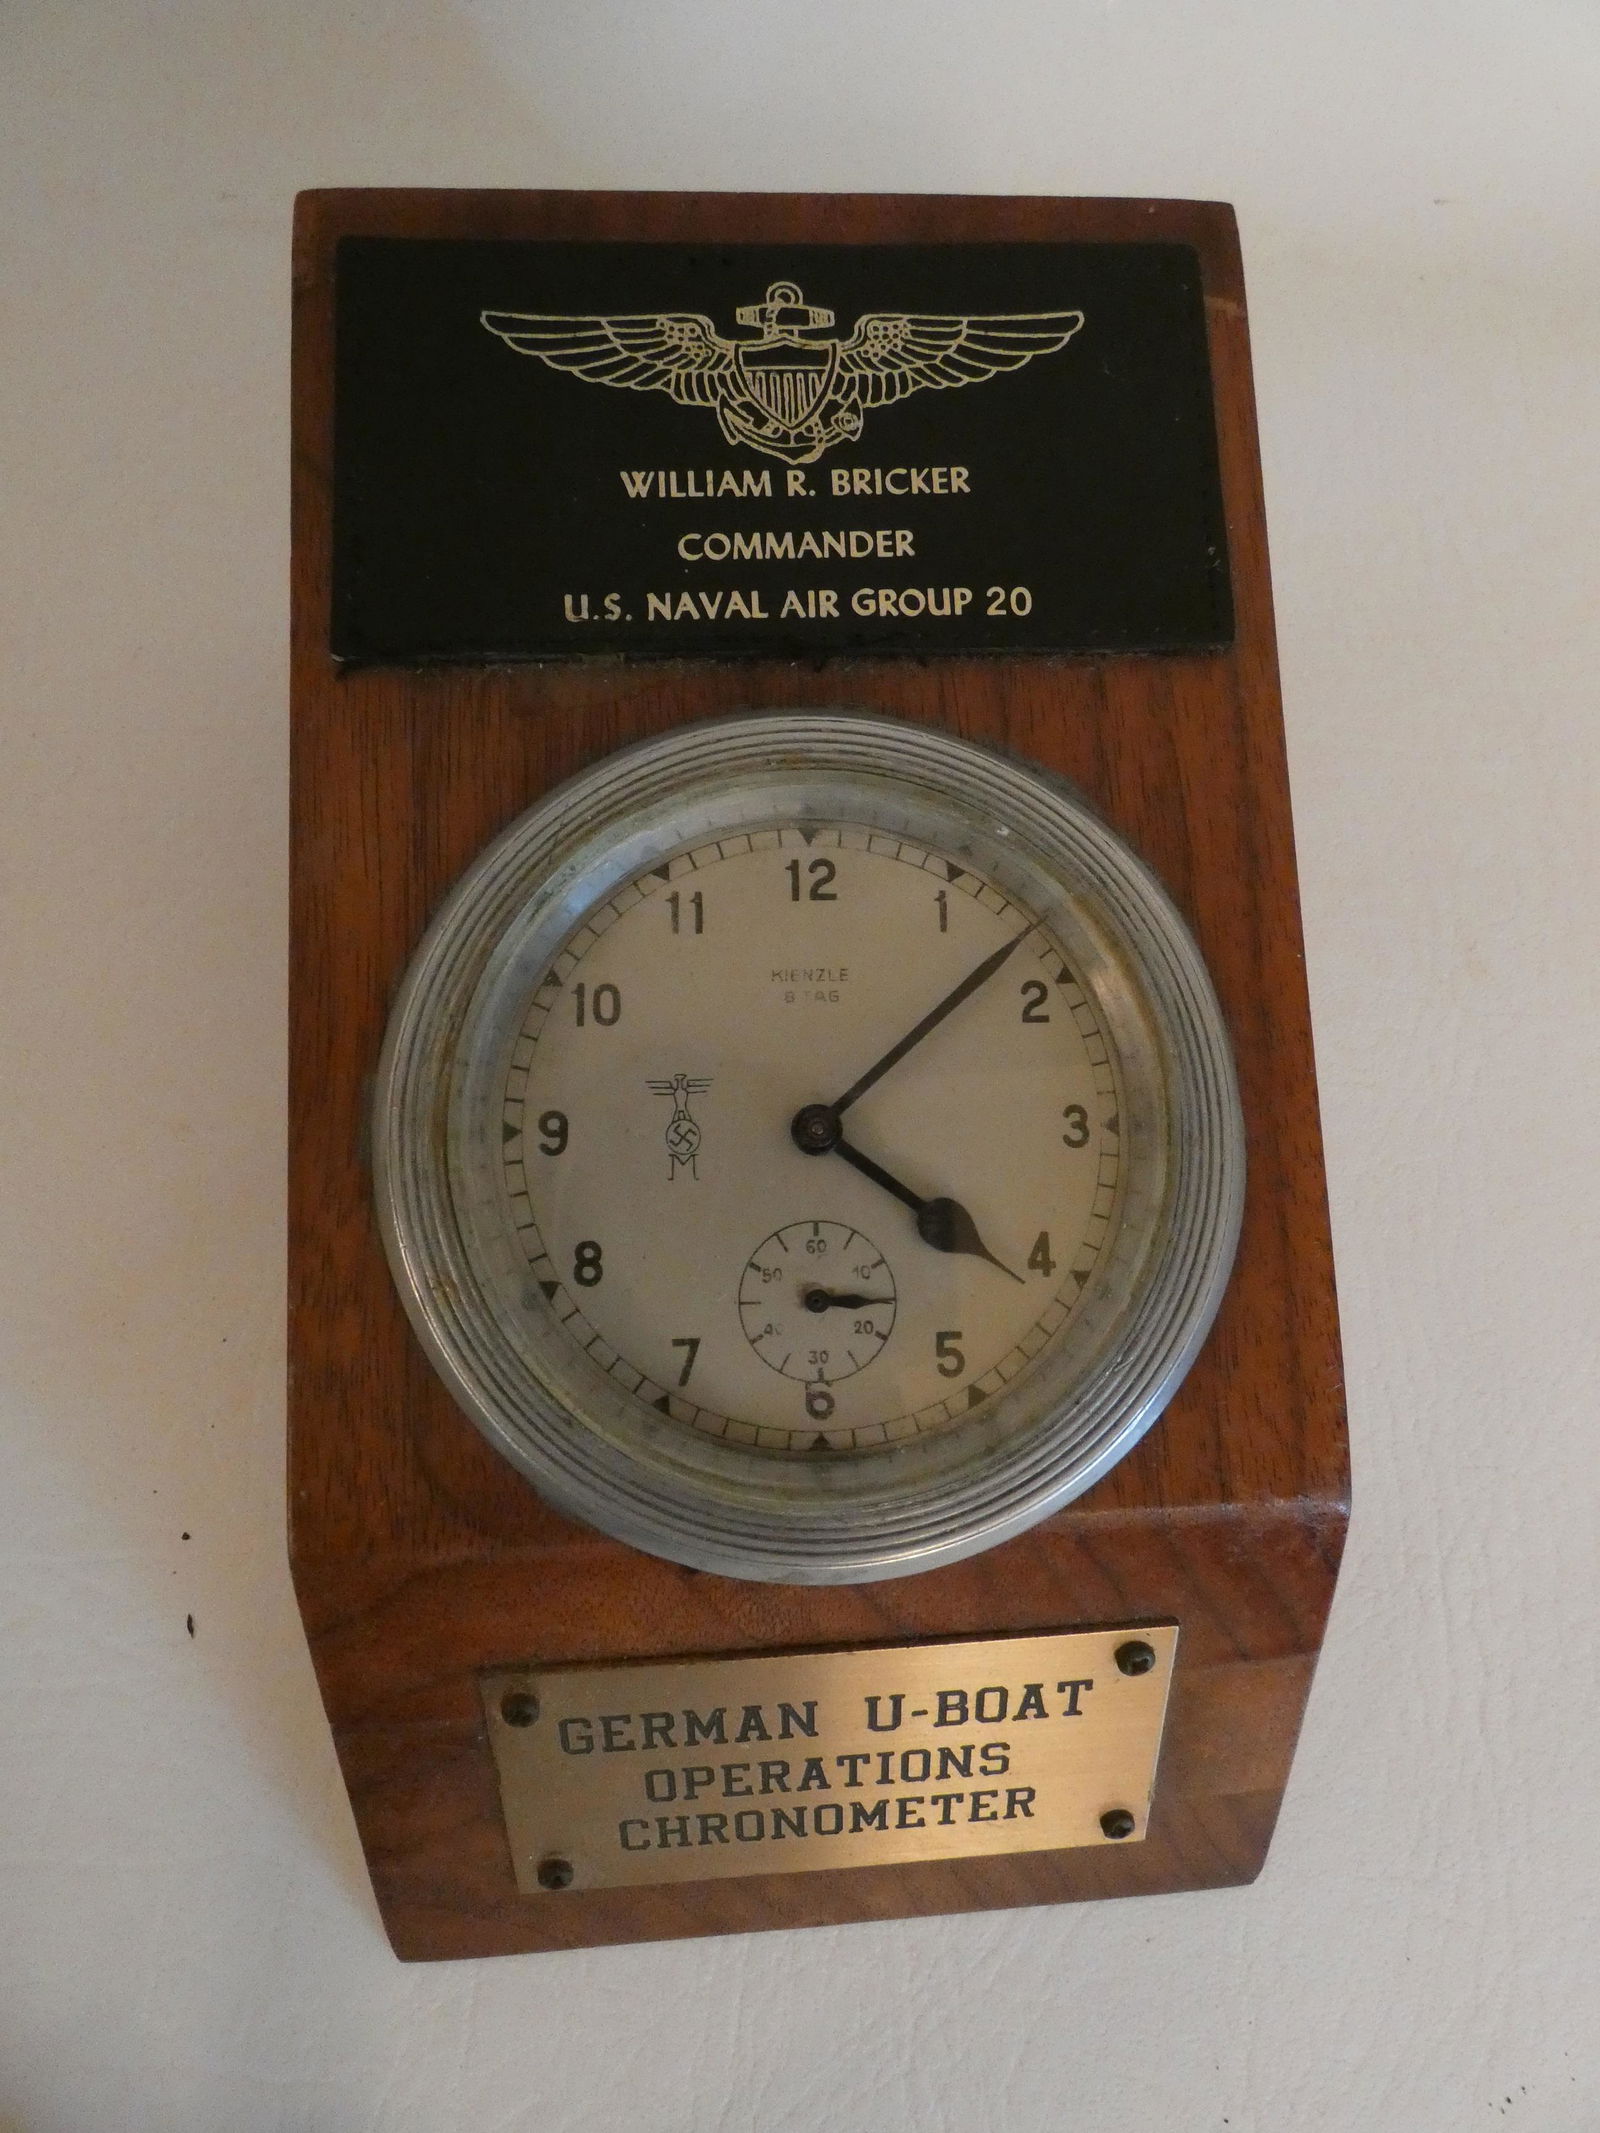 WILLIAM R. BRICKER
COMMANDER
U.S. NAVAL AIR GROUP 20
12
11
1
10
KIENZLE
2
8 TAG
9
3
M
8
60
4
50
10
40
20
7
30
5
6
GERMAN U-BOAT
OPERATIONS
CHRONOMETER